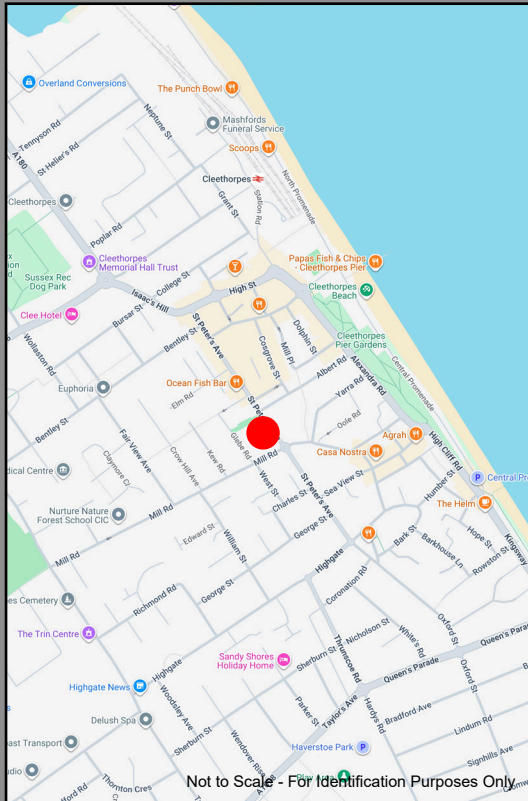 Overland Conversions
The Punch Bowl
Mashfords
Funeral Service
Neptune St
Tennyson Rd
St Heller's Rd
A180
Scoops
Cleethorpes
North Promenade
Station Rd
Grant St
Cleethorpes
Poplar Rd
Cleethorpes
Memorial Hall Trust
Papas Fish & Chips
- Cleethorpes Pier
Sussex Rec
Dog Park
College St
High St
Cleethorpes
Beach
Isaac's Hill
Clee Hotel
Bursar St
Dolphin St
Cleethorpes
Pier Gardens
Wollaston Rd
Bentley St
St Peter's Ave
Cosgrove St
Mill Pl
Albert Rd
Alexandra Rd
Central Promenade
Ocean Fish Bar
Yarra Rd
Euphoria
Elm Rd
Oole Rd
Bentley St
Fair View Ave
Glebe Rd
Agrah
High Cliff Rd
Casa Nostra
Crow Hill Ave
Kew Rd
Mill Rd
Claymore Cl
dical Centre
West St
St Peter's Ave
Sea View St
Humber St
Central Pr
Charles St
The Helm
Nurture Nature
Forest School CIC
Mill Rd
Edward St
William St
George St
Bark St
Barkhouse Ln
Hope St
Rowston St
Kingsway
Mill Rd
Highgate
Coronation Rd
Richmond Rd
George St
es Cemetery
The Trin Centre
Thrunscoe Rd
Nicholson St
White's Rd
Oxford St
Queen's Para
Highgate
Sandy Shores
Holiday Home
Sherburn St
Queen's Parade
Oxford St
Highgate News
Woodsley Ave
Taylor's Ave
Hardys Rd
Bradford Ave
Delush Spa
Parker St
Lindum Rd
Sherburn St
Wendover Rise
Haverstoe Park
oast Transport
Signhills Ave
Thornton Cres
Play Area
Not to Scale - For Identification Purposes Only